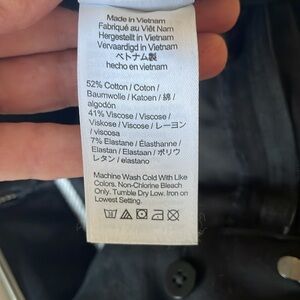 Made in Vietnam
Fabriqué au Viêt Nam
Hergestellt in Vietnam
Vervaardigd in Vietnam
ベトナム製
hecho en vietnam
52% Cotton / Coton /
Baumwolle / Katoen / 綿 /
algodón
41% Viscose / Viscose /
Viskose / Viscose / レーヨン
/ viscosa
7% Elastane / Élasthanne /
Elastan / Elastaan / ポリウ
レタン / elastano
Machine Wash Cold With Like
Colors. Non-Chlorine Bleach
Only. Tumble Dry Low. Iron on
Lowest Setting.